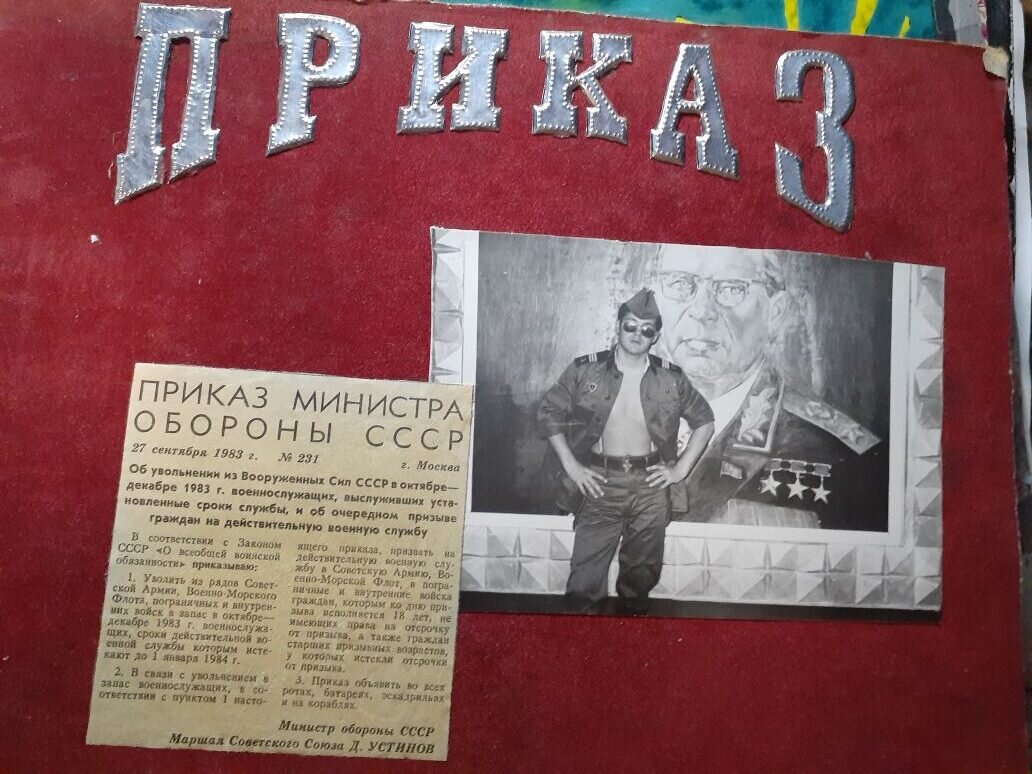 ПРИКАЗ
ПРИКАЗ МИНИСТРА
ОБОРОНЫ СССР
27 сентября 1983 г. № 231
г. Москва
Об увольнении из Вооруженных Сил СССР в октябре—
декабре 1983 г. военнослужащих, выслуживших уста-
новленные сроки службы, и об очередном призыве
граждан на действительную военную службу
В соответствии с Законом
СССР «О всеобщей воинской
обязанности» приказываю:
1. Уволить из рядов Совет-
ской Армии, Военно-Морского
Флота, пограничных и внутрен-
них войск в запас в октябре—
декабре 1983 г. военнослужа-
щих, сроки действительной во-
енной службы которым исте-
кают до 1 января 1984 г.
2. В связи с увольнением в
запас военнослужащих, в со-
ответствии с пунктом 1 насто-
ящего приказа, призвать на
действительную военную слу-
жбу в Советскую Армию, Во-
енно-Морской Флот, в погра-
ничные и внутренние войска
граждан, которым ко дню при-
зыва исполняется 18 лет, не
имеющих права на отсрочку
от призыва, а также граждан
старших призывных возрастов,
у которых истекли отсрочки
от призыва.
3. Приказ объявить во всех
ротах, батареях, эскадрильях
и на кораблях.
Министр обороны СССР
Маршал Советского Союза Д. УСТИНОВ